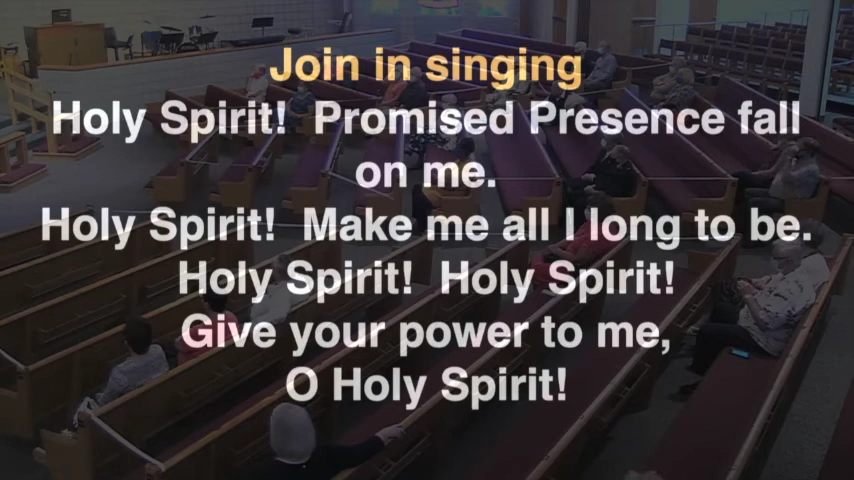 Join in singing
Holy Spirit!  Promised Presence fall
on me.
Holy Spirit!  Make me all I long to be.
Holy Spirit!  Holy Spirit!
Give your power to me,
O Holy Spirit!